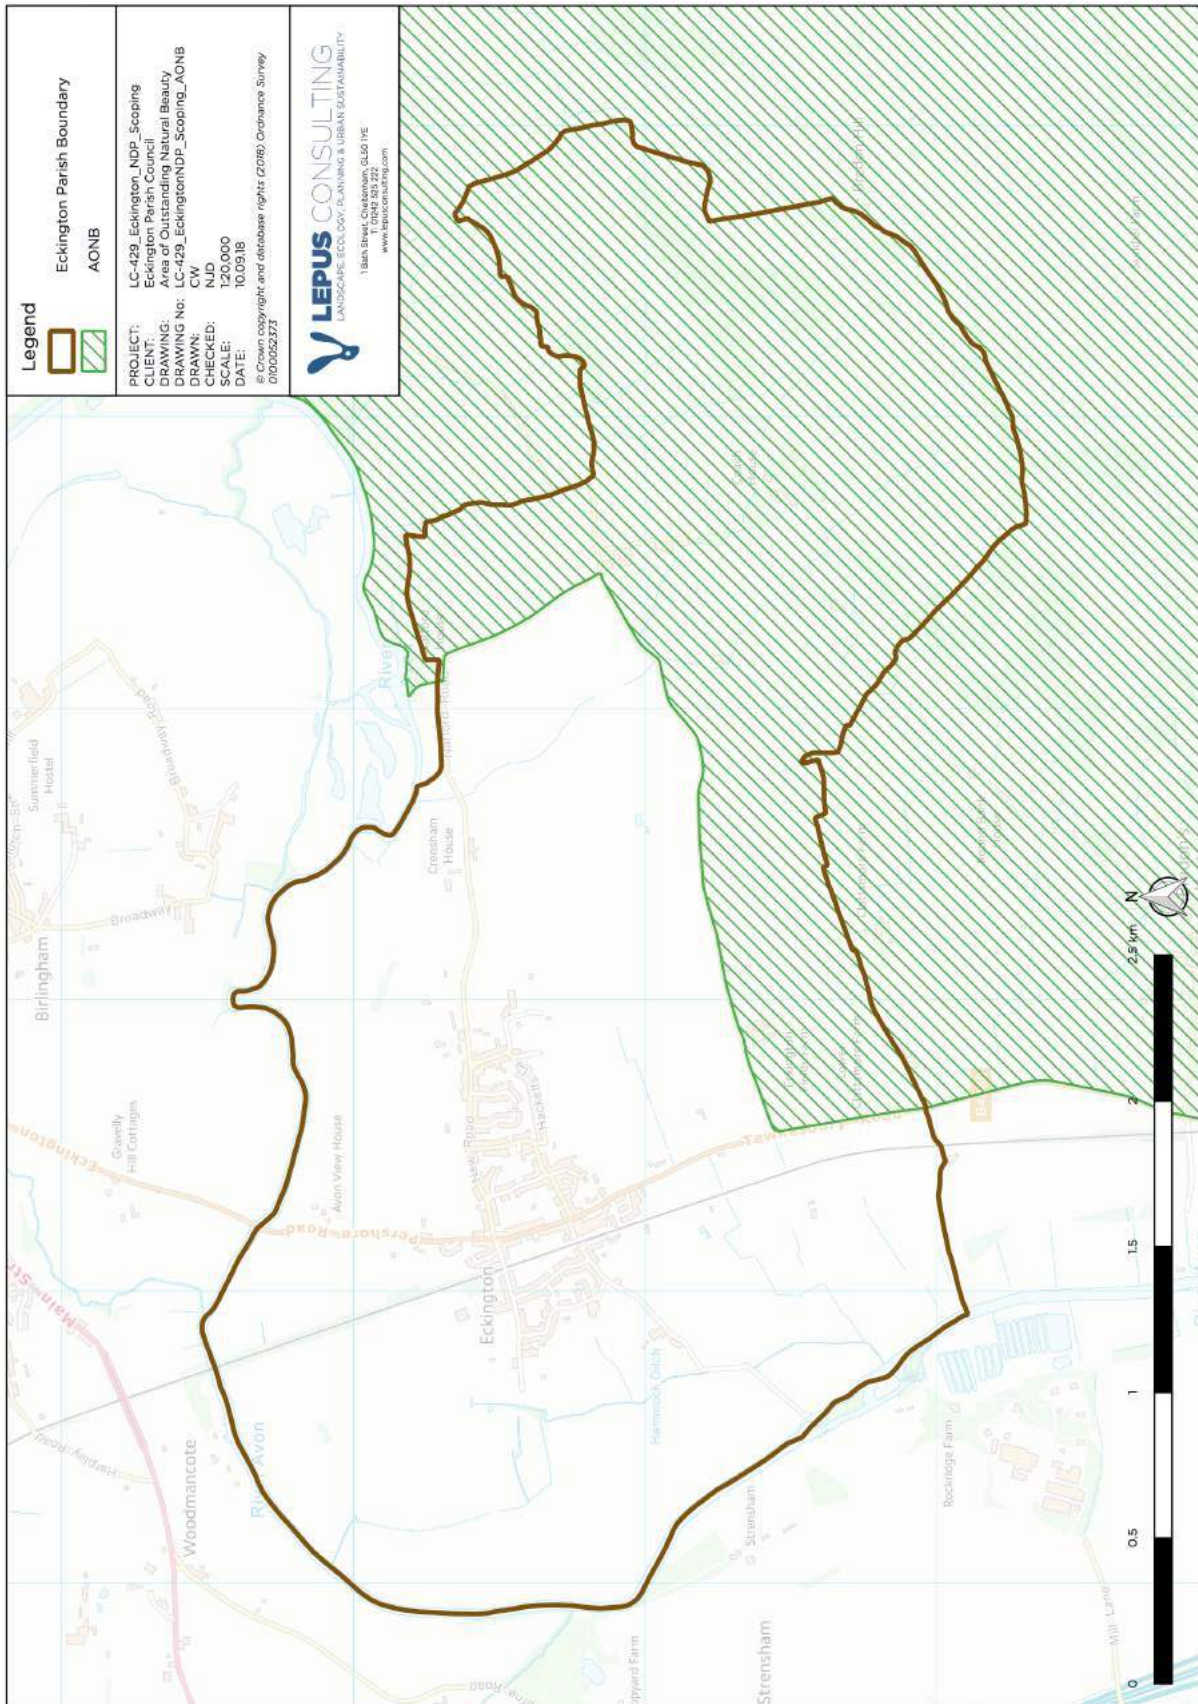 Legend
Eckington Parish Boundary
AONB
PROJECT: LC-429_Eckington_NDP_Scoping
CLIENT: Eckington Parish Council
DRAWING: Area of Outstanding Natural Beauty
DRAWING No: LC-429_EckingtonNDP_Scoping_AONB
DRAWN: CW
CHECKED: NJD
SCALE: 1:20,000
DATE: 10.09.18
© Crown copyright and database rights (2018) Ordnance Survey
0100052373
LEPUS CONSULTING
LANDSCAPE, ECOLOGY, PLANNING & URBAN SUSTAINABILITY
1 Bath Street, Cheltenham, GL50 1YE
T: 01242 525 222
www.lepusconsulting.com
Main Str
Eckington
Gravelly
Hill Cottages
Birlingham
Summerfield
Hostel
Broadway
Broadway Road
Woodmancote
River Avon
River
Avon View House
Pershore Road
Crensham
House
Nafford Road
House
Eckington
New Road
Hacketts
Hammock Ditch
Tewkesbury Road
Strensham
Strensham
Rockridge Farm
Mill Lane
0 0.5 1 1.5 2 2.5 km
N